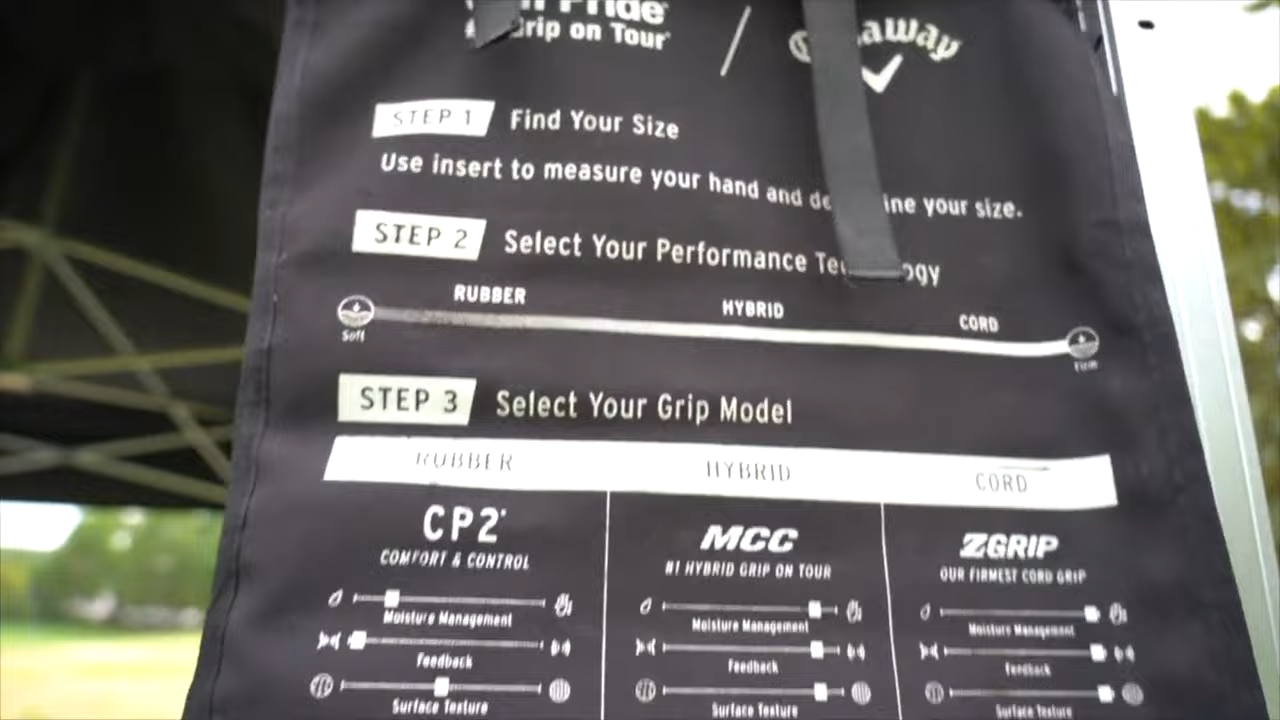 Pride
Grip on Tour
STEP 1 Find Your Size
Use insert to measure your hand and de ine your size.
STEP 2 Select Your Performance Te ogy
RUBBER HYBRID CORD
Soft Firm
STEP 3 Select Your Grip Model
RUBBER HYBRID CORD
CP2 MCC ZGRIP
COMFORT & CONTROL #1 HYBRID GRIP ON TOUR OUR FIRMEST CORD GRIP
Moisture Management Moisture Management Moisture Management
Feedback Feedback Feedback
Surface Texture Surface Texture Surface Texture